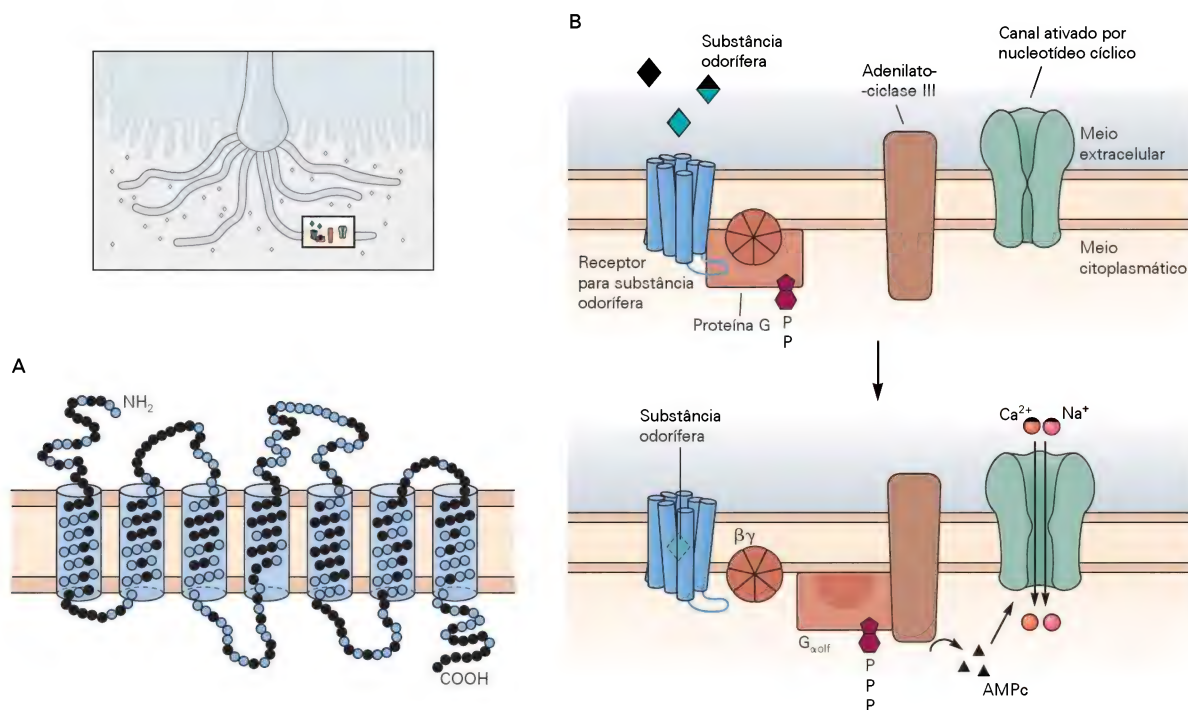 B
Substância
odorífera
Adenilato-
-ciclase III
Canal ativado por
nucleotídeo cíclico
Meio
extracelular
Meio
citoplasmático
Receptor
para substância
odorífera
Proteína G
P
P
A
NH2
COOH
Substância
odorífera
βγ
Gαolf
P
P
P
AMPc
Ca2+
Na+